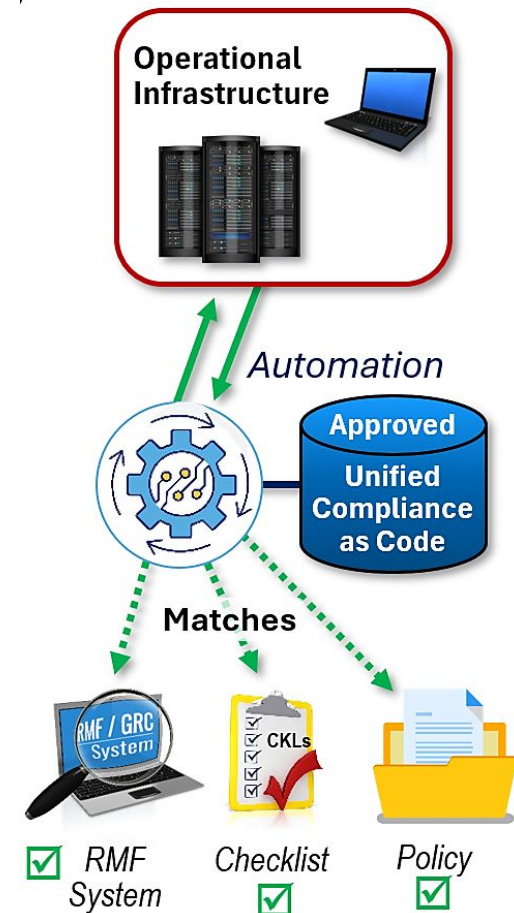 Operational
Infrastructure
Automation
Approved
Unified
Compliance
as Code
Matches
RMF / GRC
System
CKLs
RMF
System
Checklist
Policy